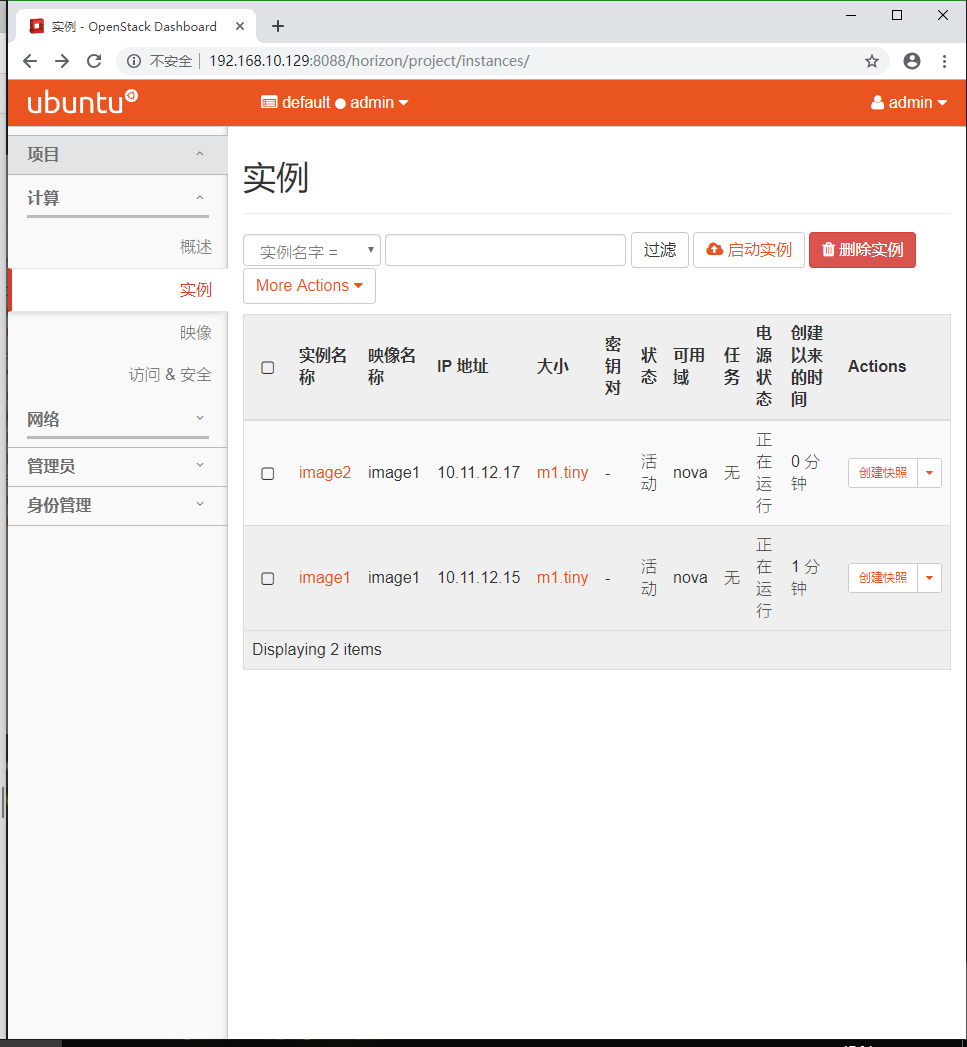 实例 - OpenStack Dashboard
不安全 192.168.10.129:8088/horizon/project/instances/
ubuntu default admin admin
项目
计算
概述
实例
映像
访问 & 安全
网络
管理员
身份管理
实例
实例名字 = 过滤 启动实例 删除实例
More Actions
实例名称 映像名称 IP 地址 大小 密钥对 状态 可用域 任务 电源状态 创建以来的时间 Actions
image2 image1 10.11.12.17 m1.tiny - 活动 nova 无 正在运行 0 分钟 创建快照
image1 image1 10.11.12.15 m1.tiny - 活动 nova 无 正在运行 1 分钟 创建快照
Displaying 2 items